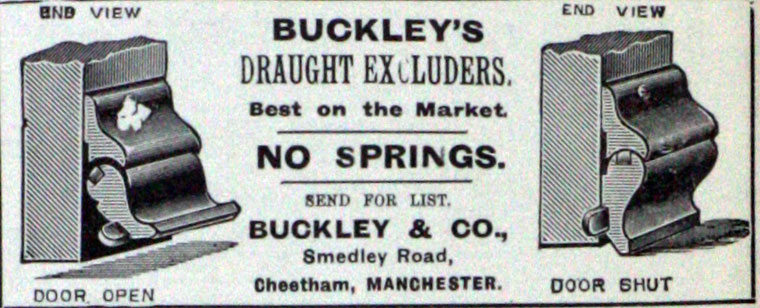 END VIEW
DOOR OPEN
BUCKLEY'S
DRAUGHT EXCLUDERS.
Best on the Market.
NO SPRINGS.
SEND FOR LIST.
BUCKLEY & CO.,
Smedley Road,
Cheetham, MANCHESTER.
END VIEW
DOOR SHUT